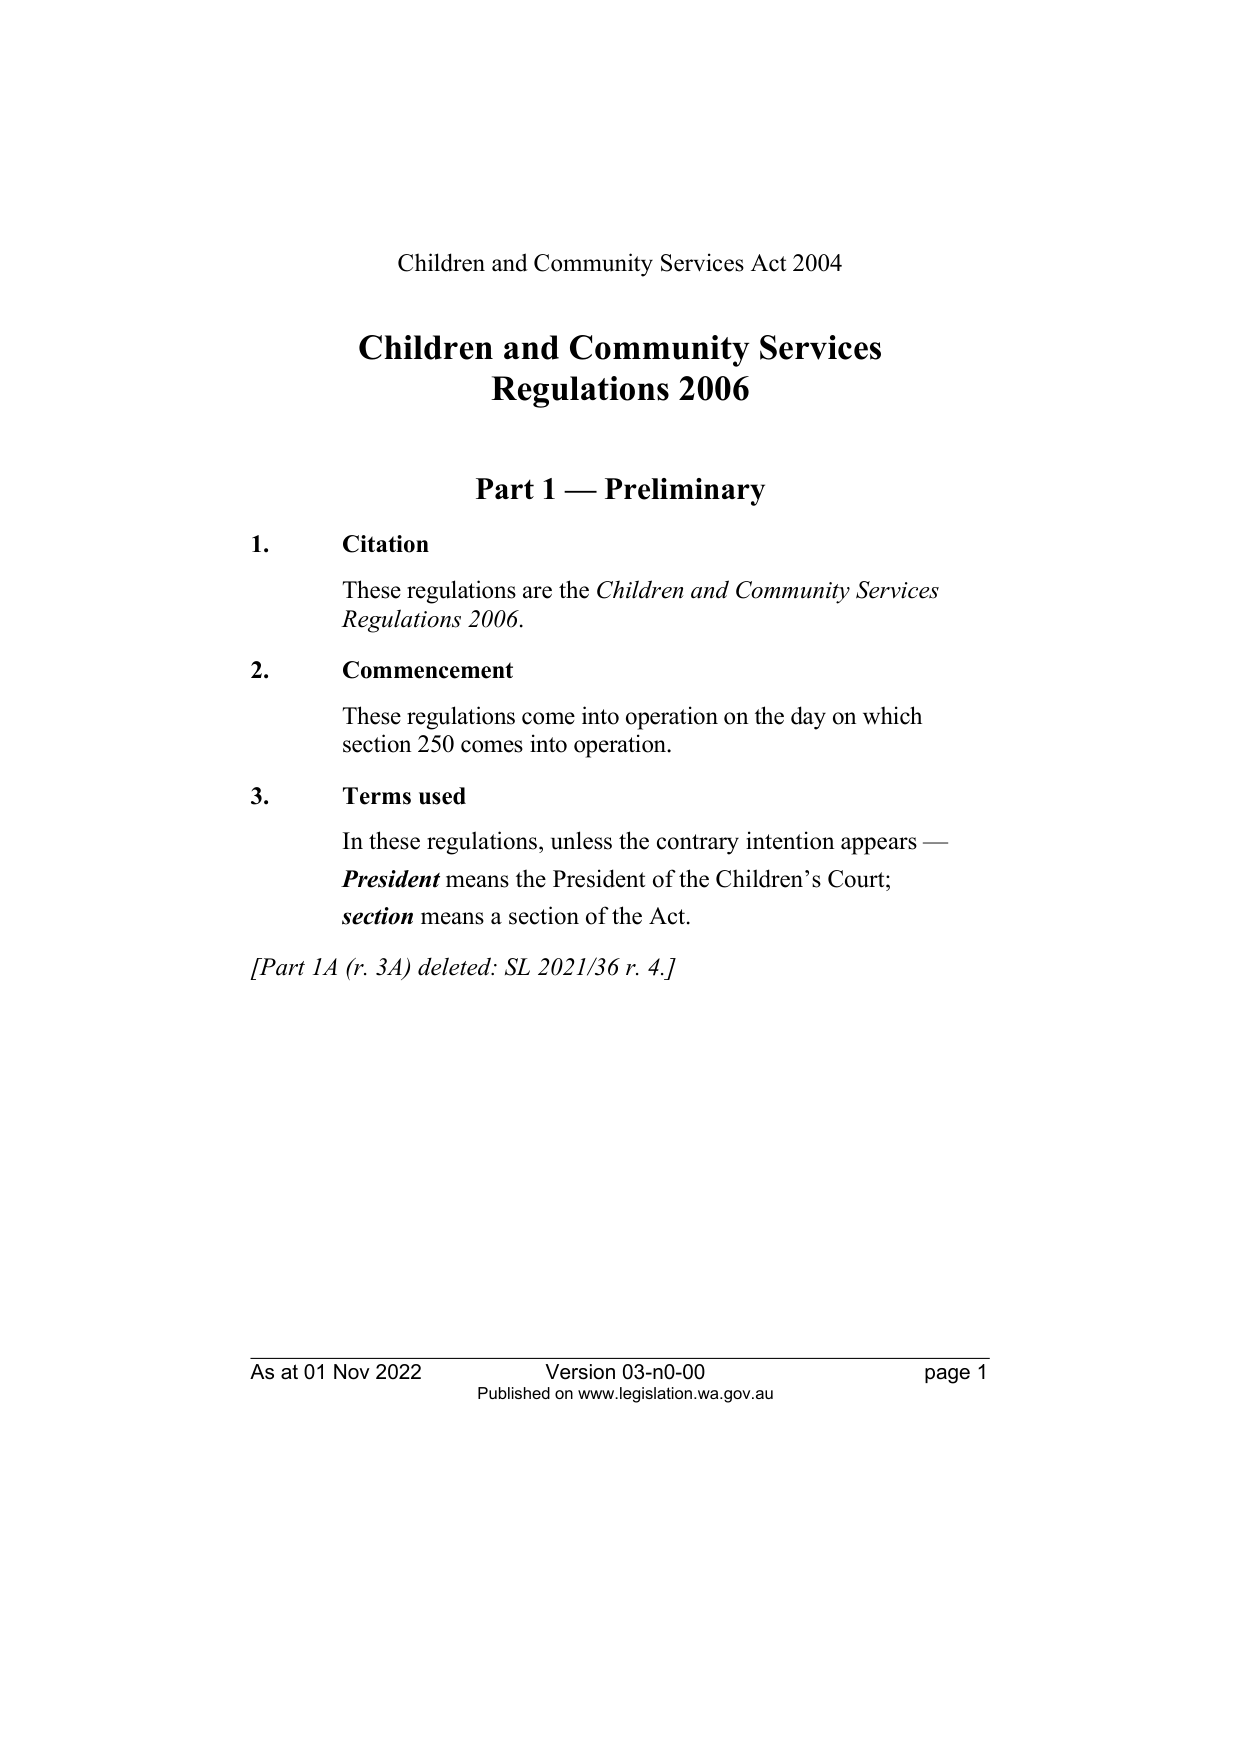 Children and Community Services Act 2004
Children and Community Services
Regulations 2006
Part 1 — Preliminary
1. Citation
These regulations are the Children and Community Services
Regulations 2006.
2. Commencement
These regulations come into operation on the day on which
section 250 comes into operation.
3. Terms used
In these regulations, unless the contrary intention appears —
President means the President of the Children’s Court;
section means a section of the Act.
[Part 1A (r. 3A) deleted: SL 2021/36 r. 4.]
As at 01 Nov 2022 Version 03-n0-00 page 1
Published on www.legislation.wa.gov.au